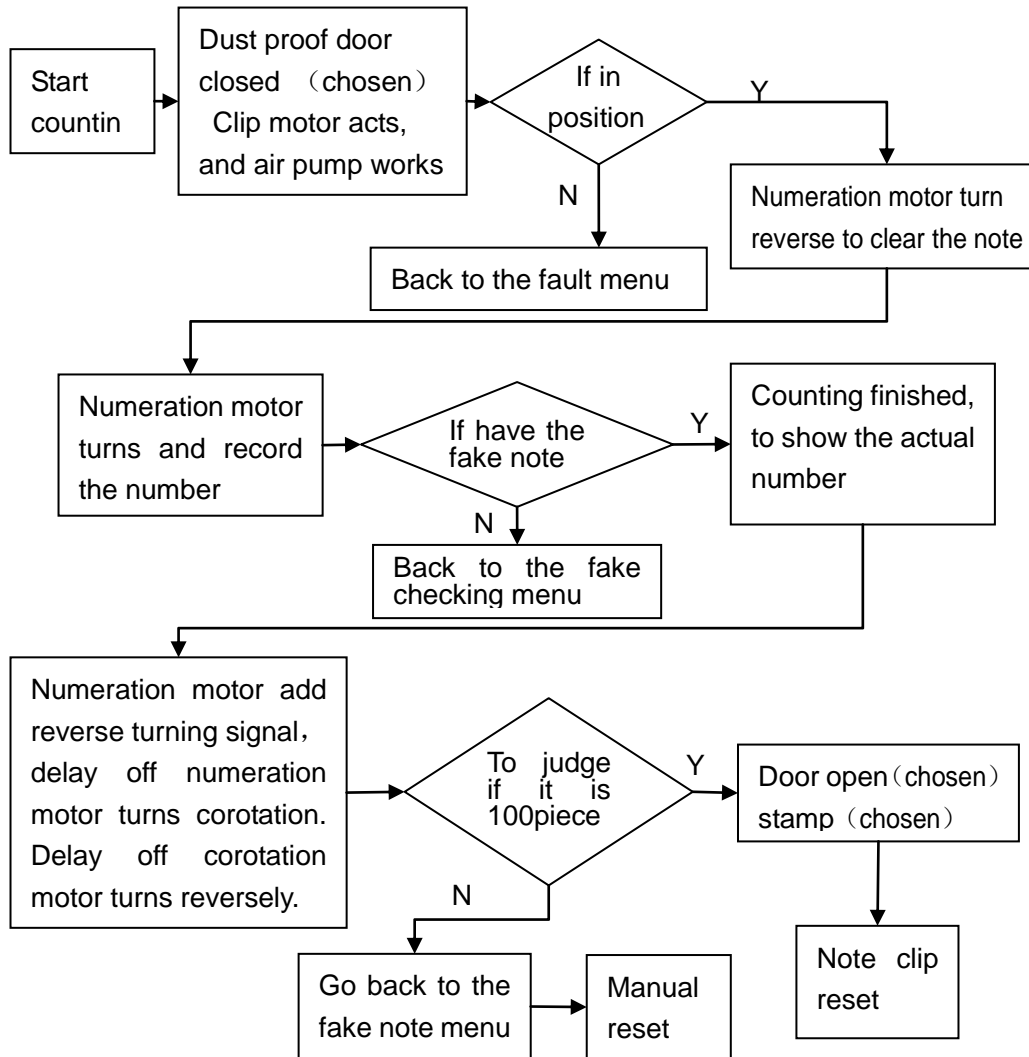 Start
countin
Dust proof door
closed （chosen）
Clip motor acts,
and air pump works
If in
position
Y
N
Numeration motor turn
reverse to clear the note
Back to the fault menu
Numeration motor
turns and record
the number
If have the
fake note
Y
N
Counting finished,
to show the actual
number
Back to the fake
checking menu
Numeration motor add
reverse turning signal，
delay off numeration
motor turns corotation.
Delay off corotation
motor turns reversely.
To judge
if it is
100piece
Y
N
Door open（chosen）
stamp（chosen）
Go back to the
fake note menu
Manual
reset
Note clip
reset